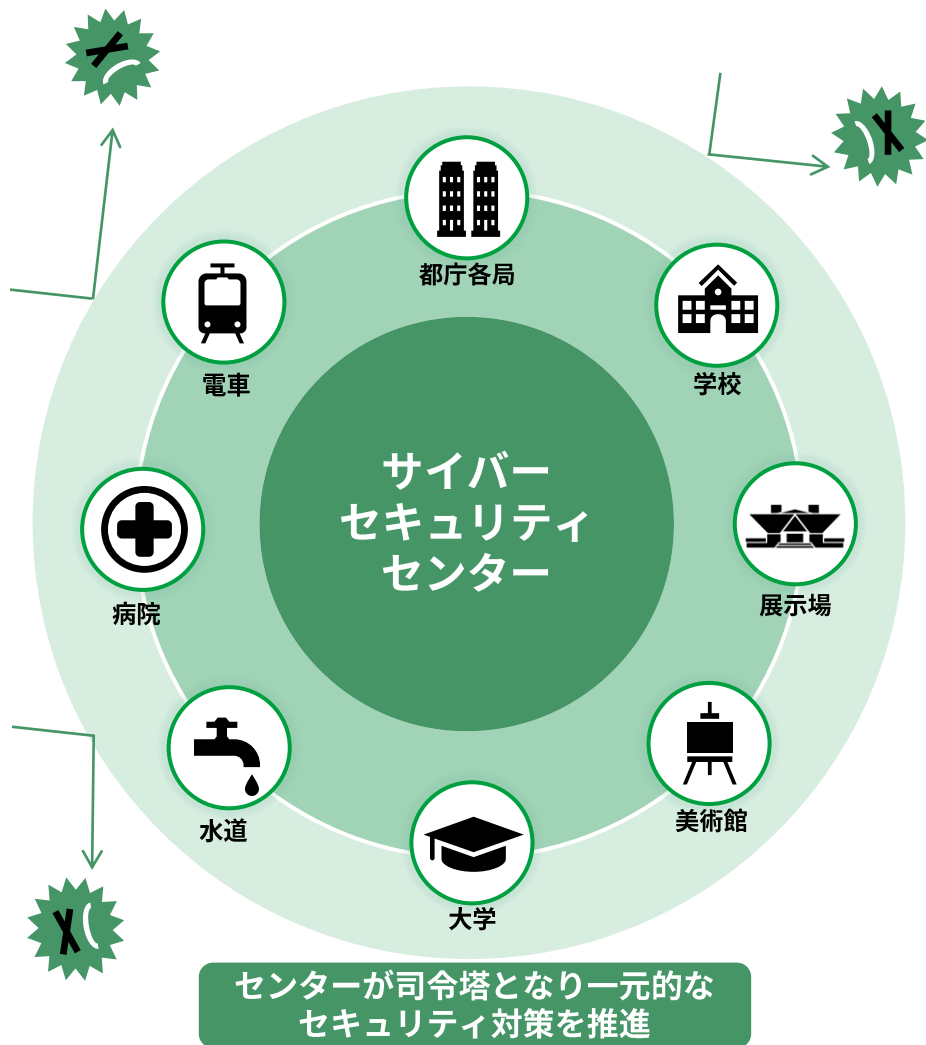 都庁各局
電車
学校
サイバー
セキュリティ
センター
病院
展示場
水道
美術館
大学
センターが司令塔となり一元的な
セキュリティ対策を推進